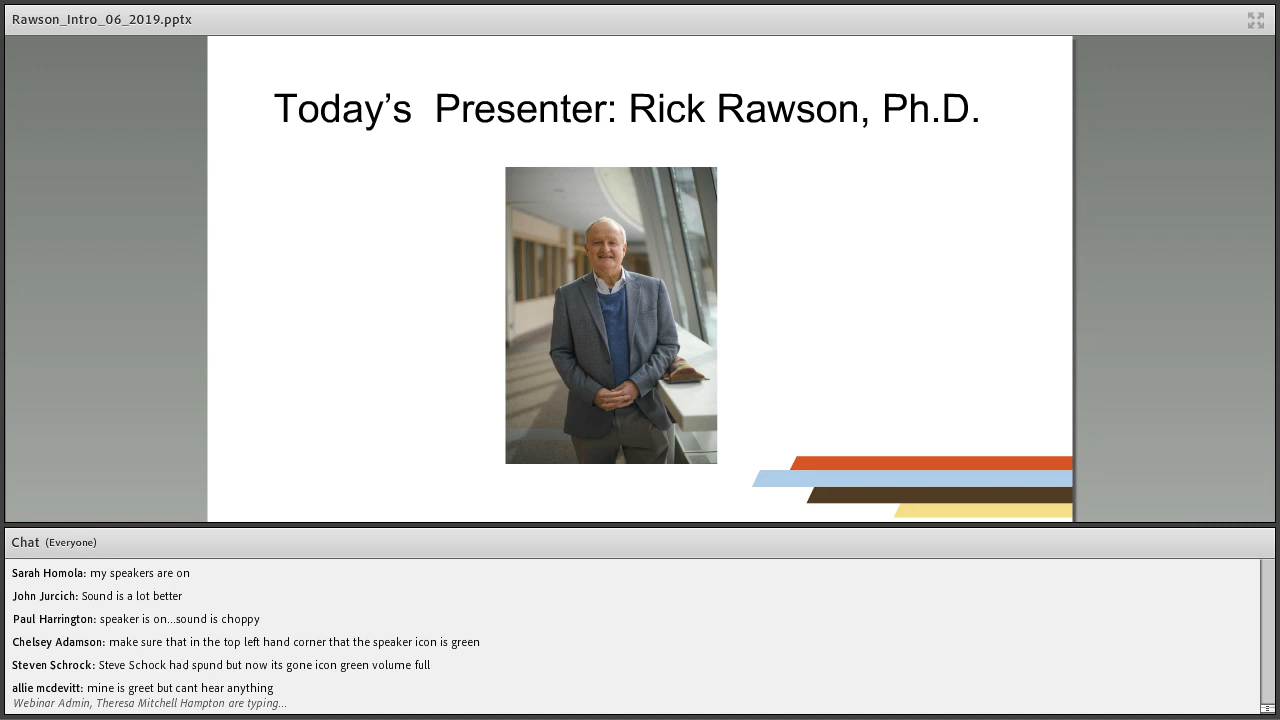 Rawson_Intro_06_2019.pptx
Today’s  Presenter: Rick Rawson, Ph.D.
Chat (Everyone)
Sarah Homola: my speakers are on
John Jurcich: Sound is a lot better
Paul Harrington: speaker is on...sound is choppy
Chelsey Adamson: make sure that in the top left hand corner that the speaker icon is green
Steven Schrock: Steve Schock had spund but now its gone icon green volume full
allie mcdevitt: mine is greet but cant hear anything
Webinar Admin, Theresa Mitchell Hampton are typing...